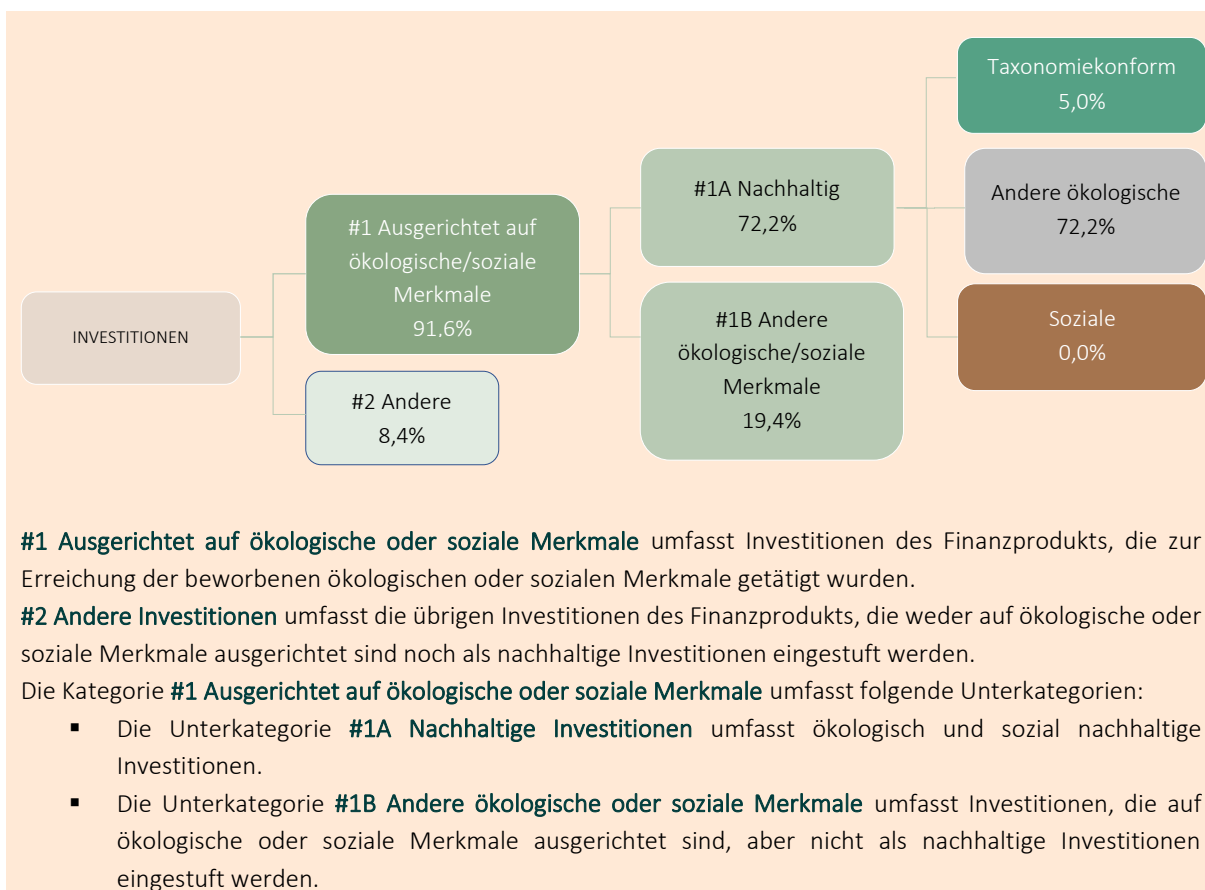 INVESTITIONEN
#1 Ausgerichtet auf
ökologische/soziale
Merkmale
91,6%
#2 Andere
8,4%
#1A Nachhaltig
72,2%
#1B Andere
ökologische/soziale
Merkmale
19,4%
Taxonomiekonform
5,0%
Andere ökologische
72,2%
Soziale
0,0%
#1 Ausgerichtet auf ökologische oder soziale Merkmale umfasst Investitionen des Finanzprodukts, die zur
Erreichung der beworbenen ökologischen oder sozialen Merkmale getätigt wurden.
#2 Andere Investitionen umfasst die übrigen Investitionen des Finanzprodukts, die weder auf ökologische oder
soziale Merkmale ausgerichtet sind noch als nachhaltige Investitionen eingestuft werden.
Die Kategorie #1 Ausgerichtet auf ökologische oder soziale Merkmale umfasst folgende Unterkategorien:
▪ Die Unterkategorie #1A Nachhaltige Investitionen umfasst ökologisch und sozial nachhaltige
Investitionen.
▪ Die Unterkategorie #1B Andere ökologische oder soziale Merkmale umfasst Investitionen, die auf
ökologische oder soziale Merkmale ausgerichtet sind, aber nicht als nachhaltige Investitionen
eingestuft werden.